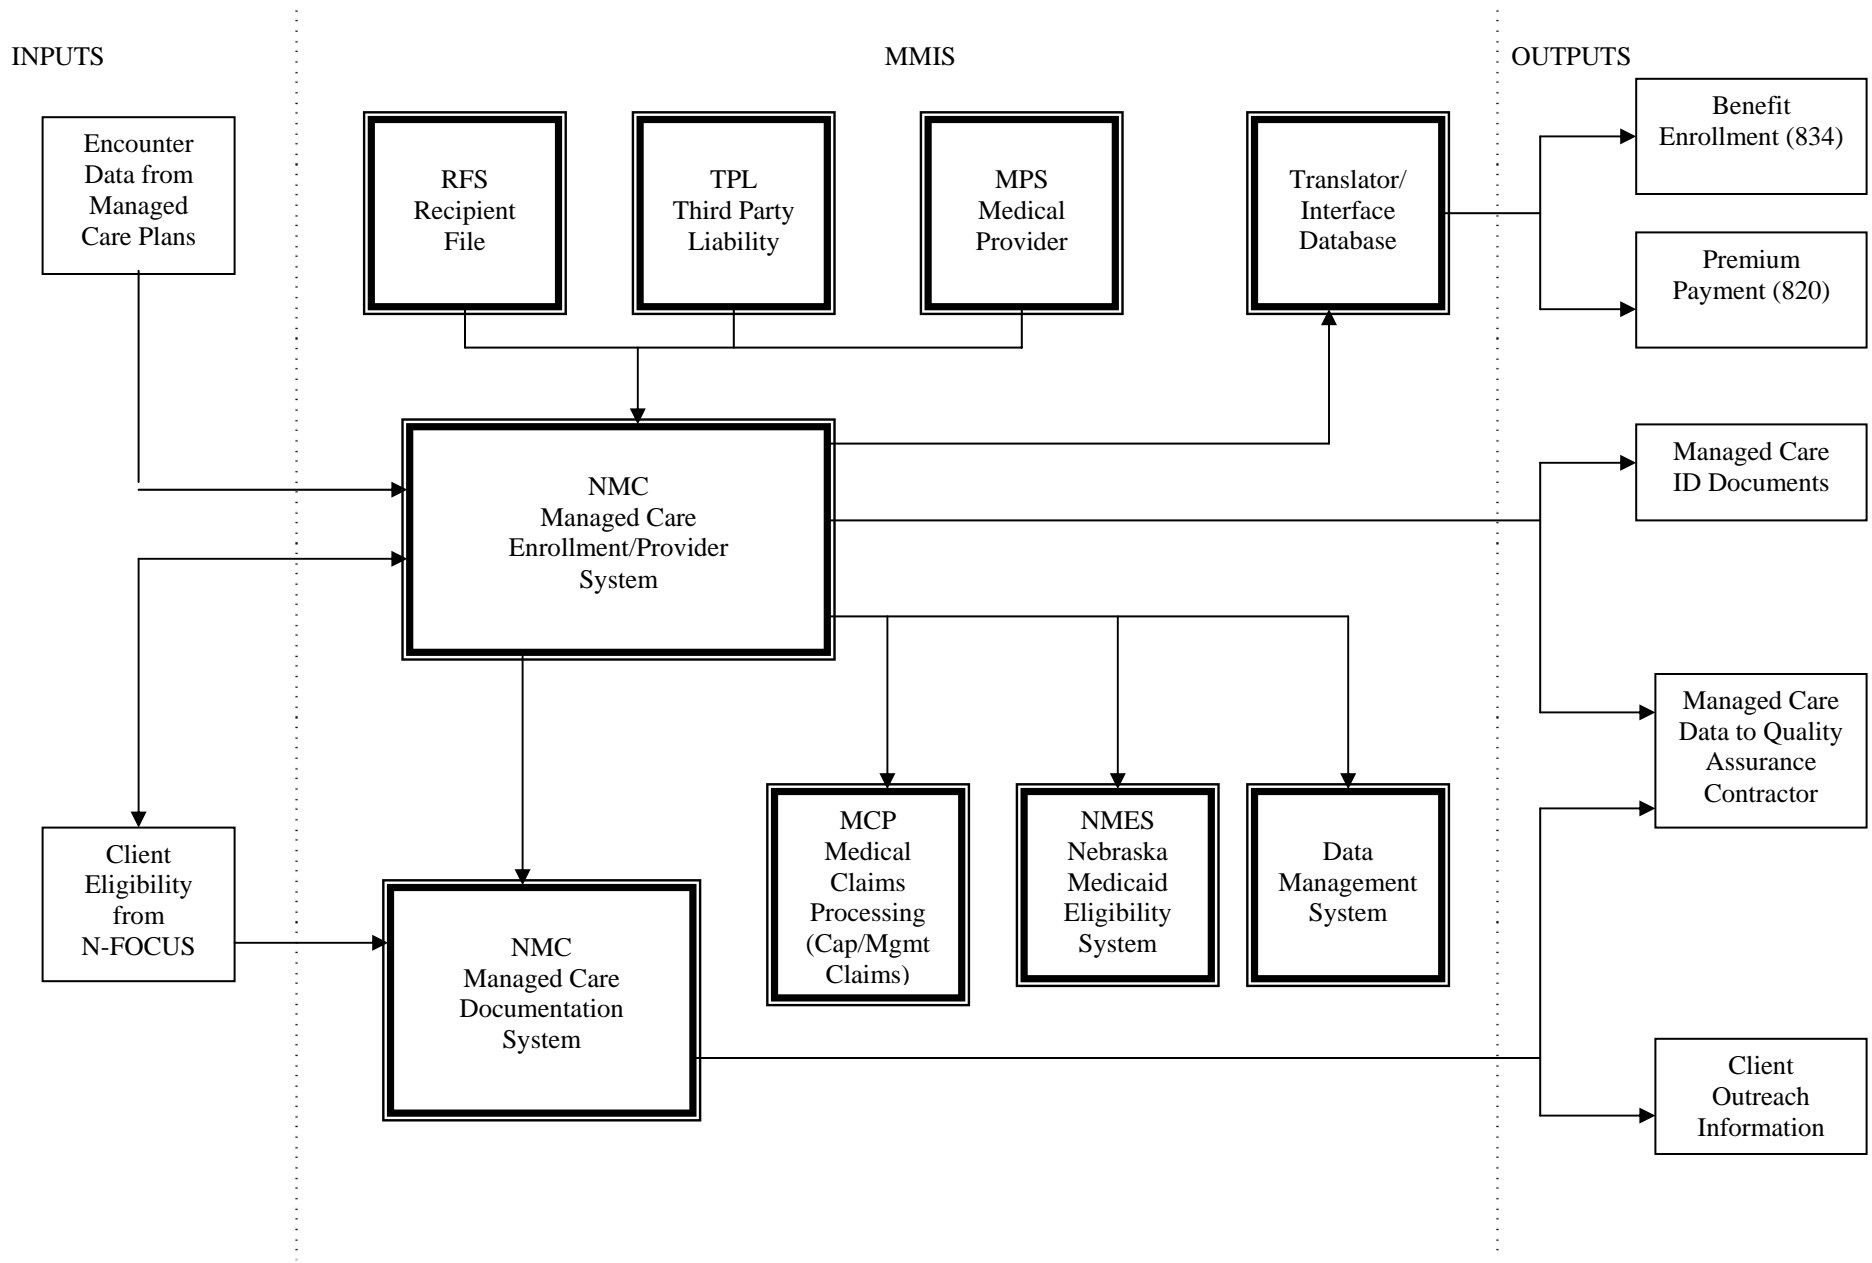 INPUTS
MMIS
OUTPUTS
Encounter
Data from
Managed
Care Plans
RFS
Recipient
File
TPL
Third Party
Liability
MPS
Medical
Provider
Translator/
Interface
Database
Benefit
Enrollment (834)
Premium
Payment (820)
NMC
Managed Care
Enrollment/Provider
System
Managed Care
ID Documents
Managed Care
Data to Quality
Assurance
Contractor
Client
Eligibility
from
N-FOCUS
NMC
Managed Care
Documentation
System
MCP
Medical
Claims
Processing
(Cap/Mgmt
Claims)
NMES
Nebraska
Medicaid
Eligibility
System
Data
Management
System
Client
Outreach
Information